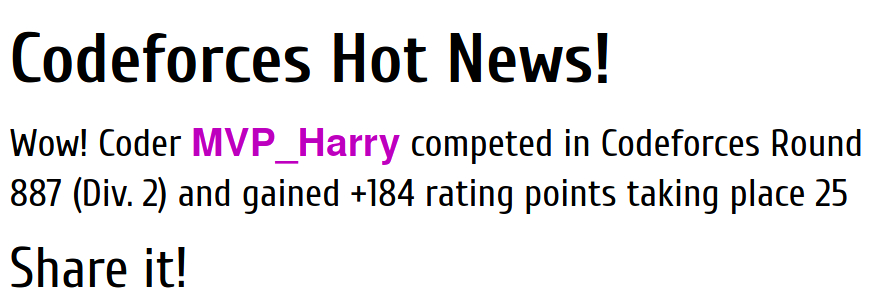 Codeforces Hot News!
Wow! Coder MVP_Harry competed in Codeforces Round
887 (Div. 2) and gained +184 rating points taking place 25
Share it!